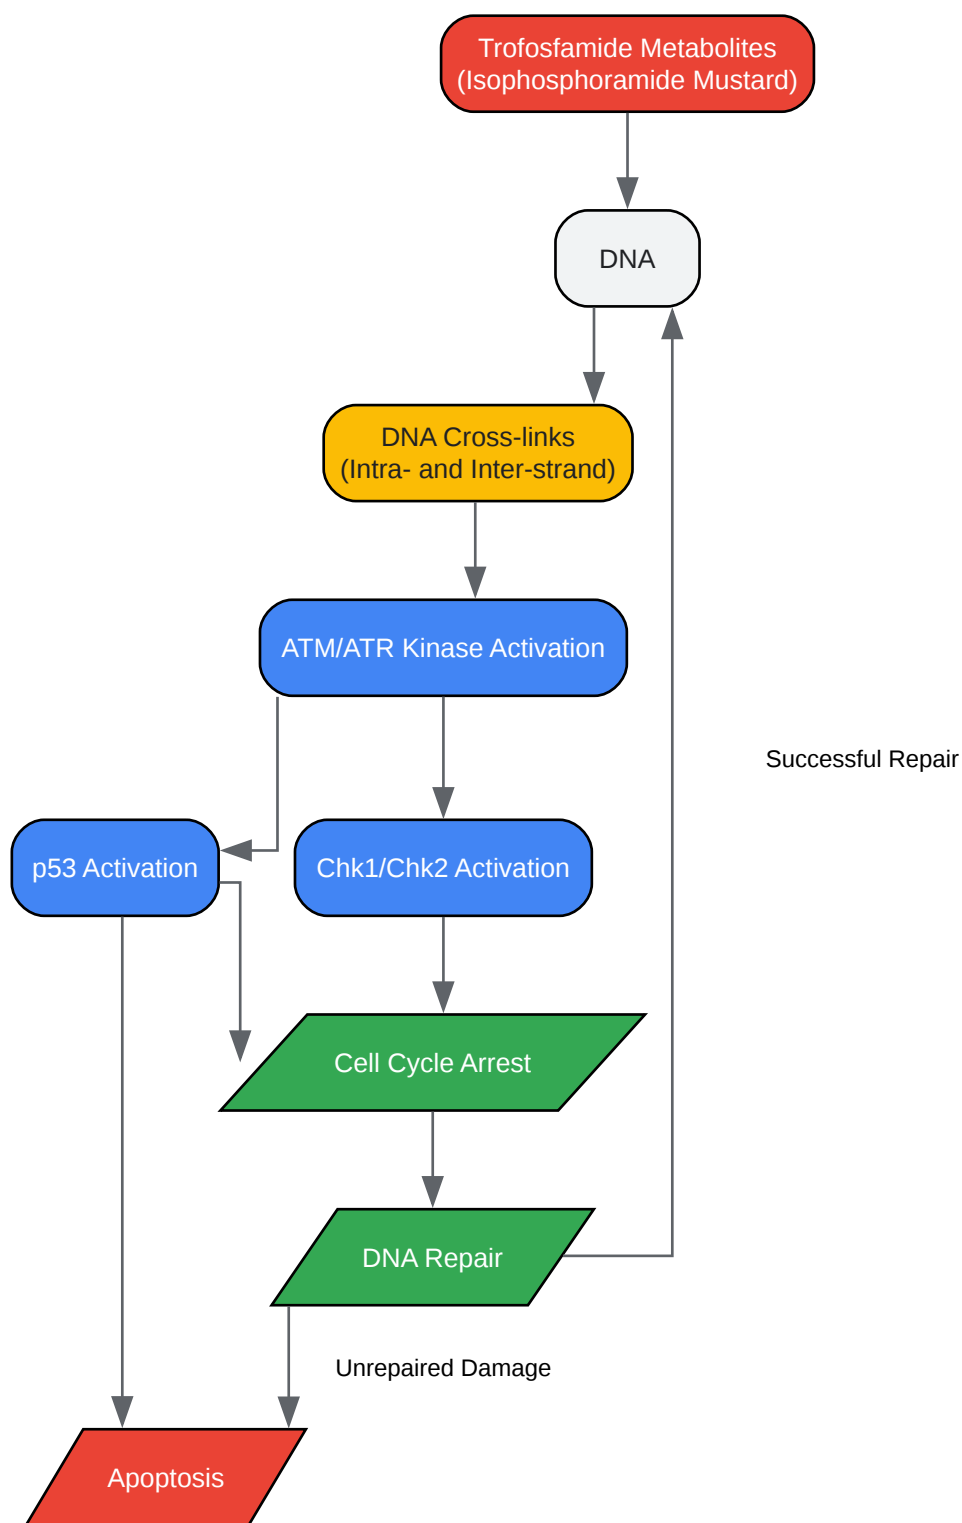 Trofosfamide Metabolites
(Isophosphoramide Mustard)
DNA
DNA Cross-links
(Intra- and Inter-strand)
ATM/ATR Kinase Activation
Successful Repair
p53 Activation
Chk1/Chk2 Activation
Cell Cycle Arrest
DNA Repair
Unrepaired Damage
Apoptosis